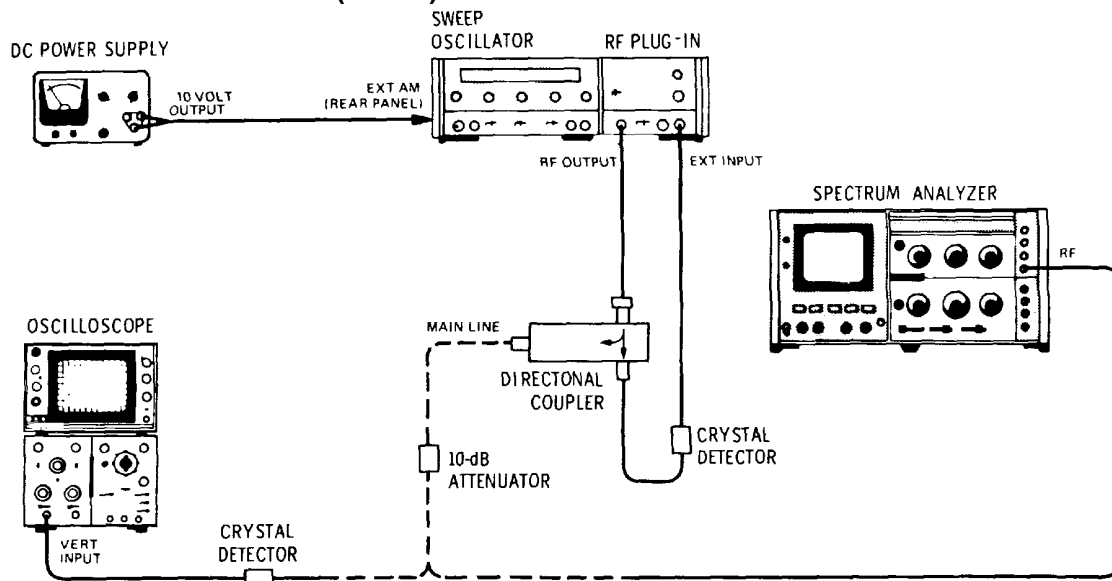 SWEEP
OSCILLATOR
RF PLUG-IN
DC POWER SUPPLY
10 VOLT
OUTPUT
EXT AM
(REAR PANEL)
RF OUTPUT
EXT INPUT
SPECTRUM ANALYZER
RF
OSCILLOSCOPE
MAIN LINE
DIRECTONAL
COUPLER
CRYSTAL
DETECTOR
10-dB
ATTENUATOR
VERT
INPUT
CRYSTAL
DETECTOR